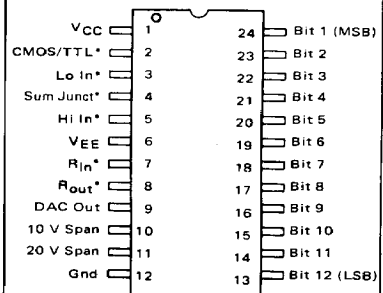 VCC 1 24 Bit 1 (MSB)
CMOS/TTL* 2 23 Bit 2
Lo In* 3 22 Bit 3
Sum Junct* 4 21 Bit 4
Hi In* 5 20 Bit 5
VEE 6 19 Bit 6
Rin* 7 18 Bit 7
Rout* 8 17 Bit 8
DAC Out 9 16 Bit 9
10 V Span 10 15 Bit 10
20 V Span 11 14 Bit 11
Gnd 12 13 Bit 12 (LSB)